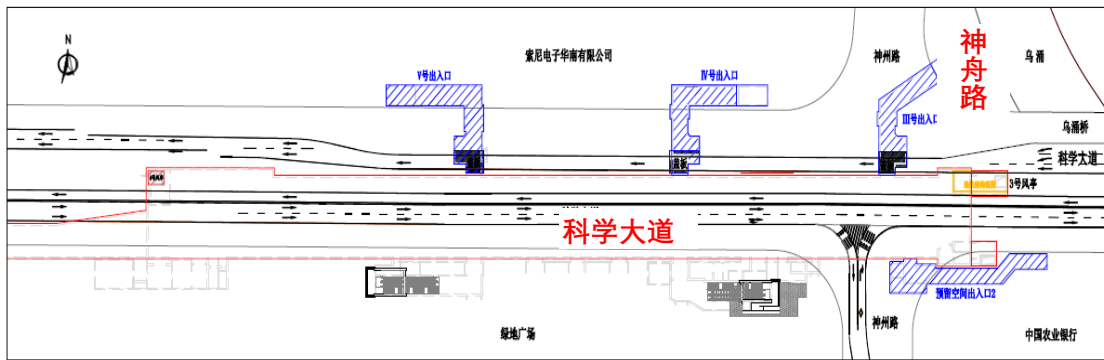 N
索尼电子华南有限公司
神州路
神舟路
乌涌
V号出入口
IV号出入口
III号出入口
乌涌桥
科学大道
盖板
3号风亭
科学大道
预留空间出入口2
绿地广场
神州路
中国农业银行